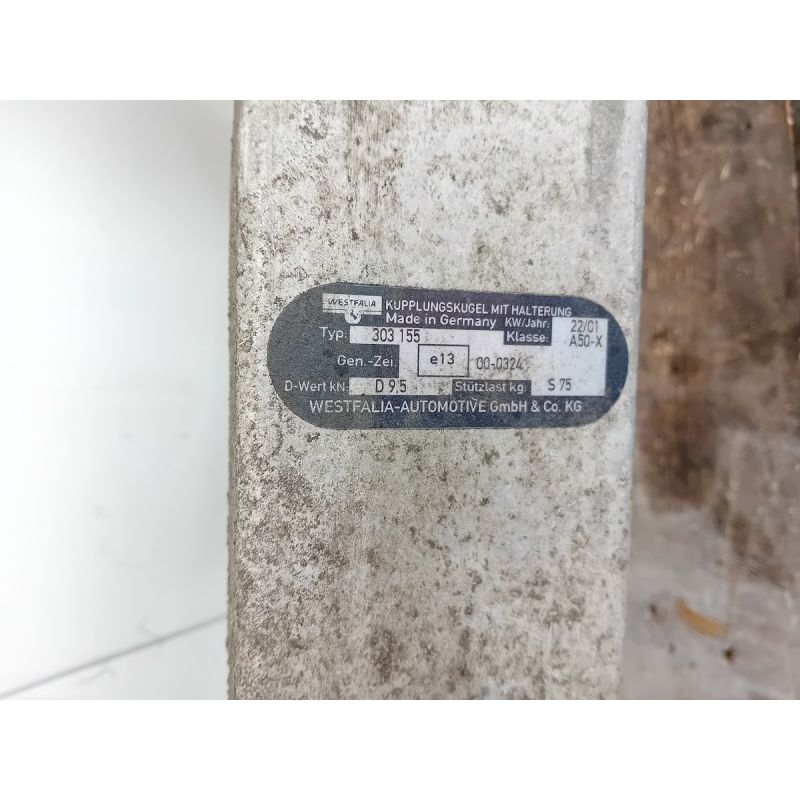 WESTFALIA KUPPLUNGSKUGEL MIT HALTERUNG
Made in Germany KW/Jahr: 22/01
Typ: 303 155 Klasse: A50-X
Gen.-Zei. e13 00-0324
D-Wert kN: D 9,5 Stützlast kg: S 75
WESTFALIA-AUTOMOTIVE GmbH & Co. KG